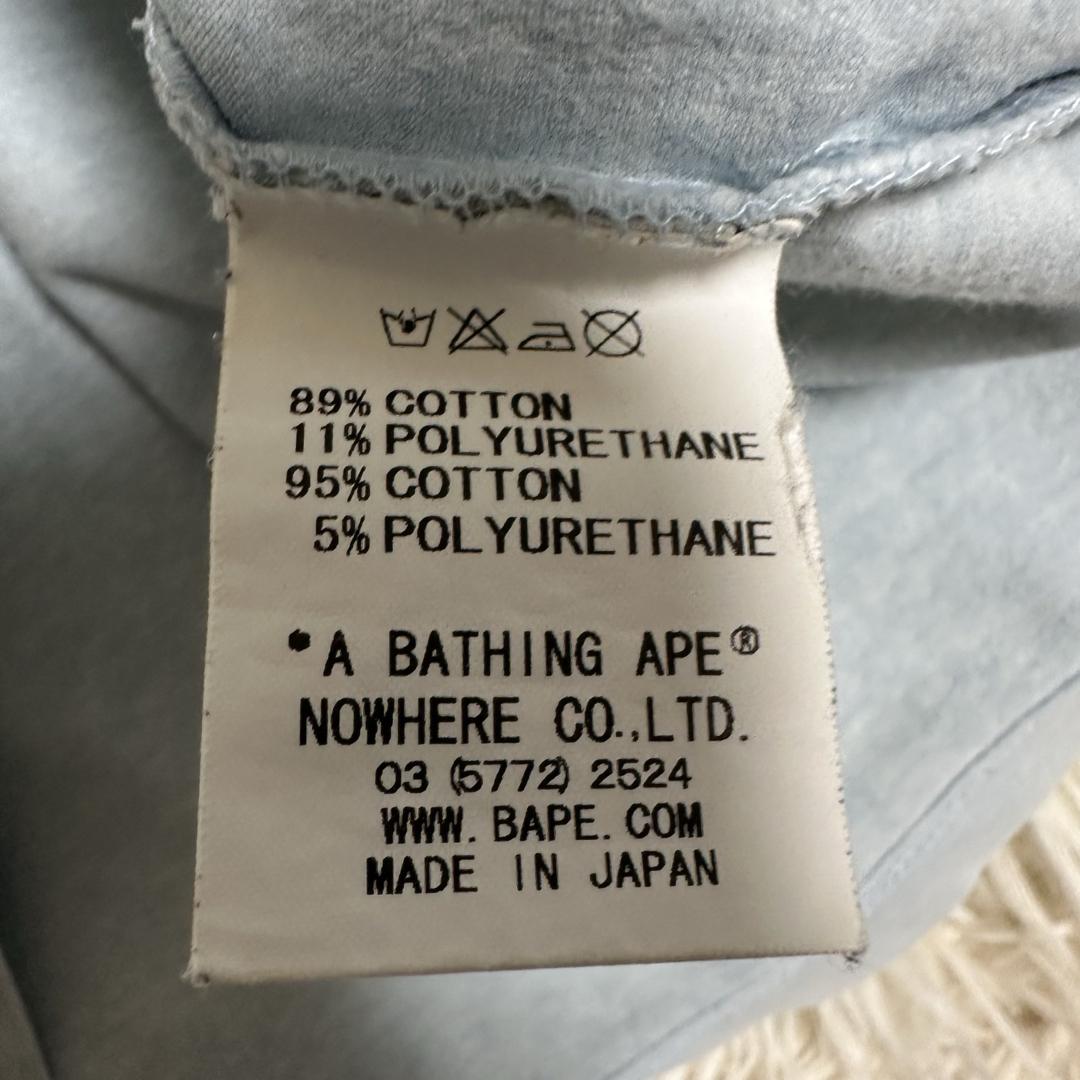 89% COTTON
11% POLYURETHANE
95% COTTON
5% POLYURETHANE
•A BATHING APE®
NOWHERE CO.,LTD.
03 (5772) 2524
WWW. BAPE. COM
MADE IN JAPAN